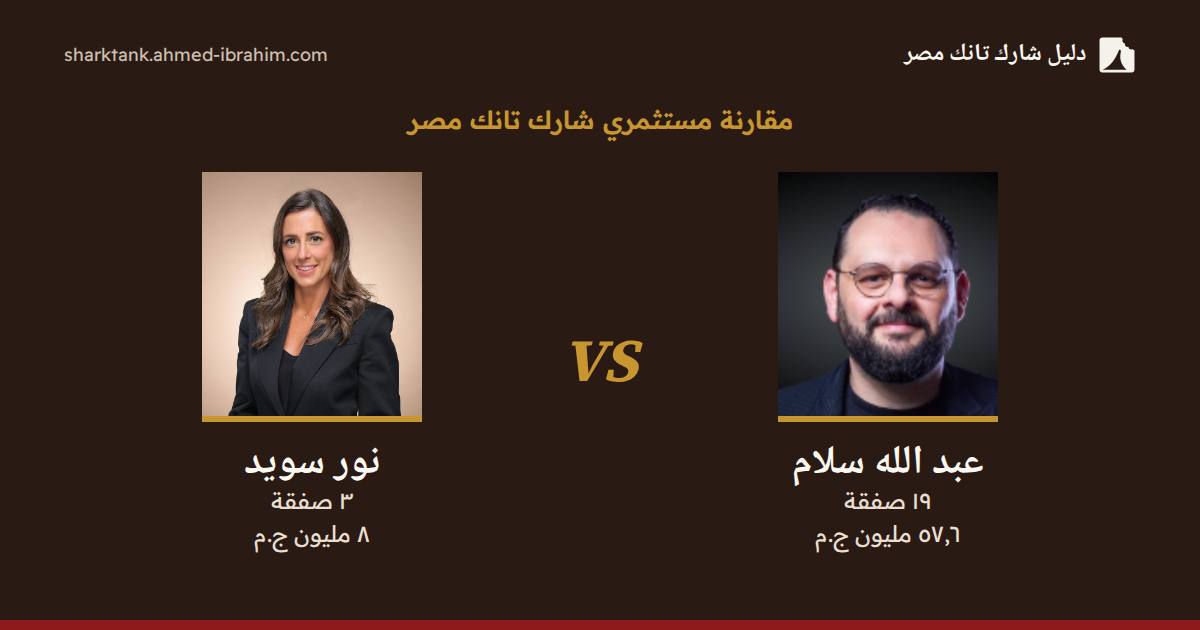 دليل شارك تانك مصر
sharktank.ahmed-ibrahim.com
مقارنة مستثمري شارك تانك مصر
عبد الله سلام
١٩ صفقة
٥٧,٦ مليون ج.م
VS
نور سويد
٣ صفقة
٨ مليون ج.م